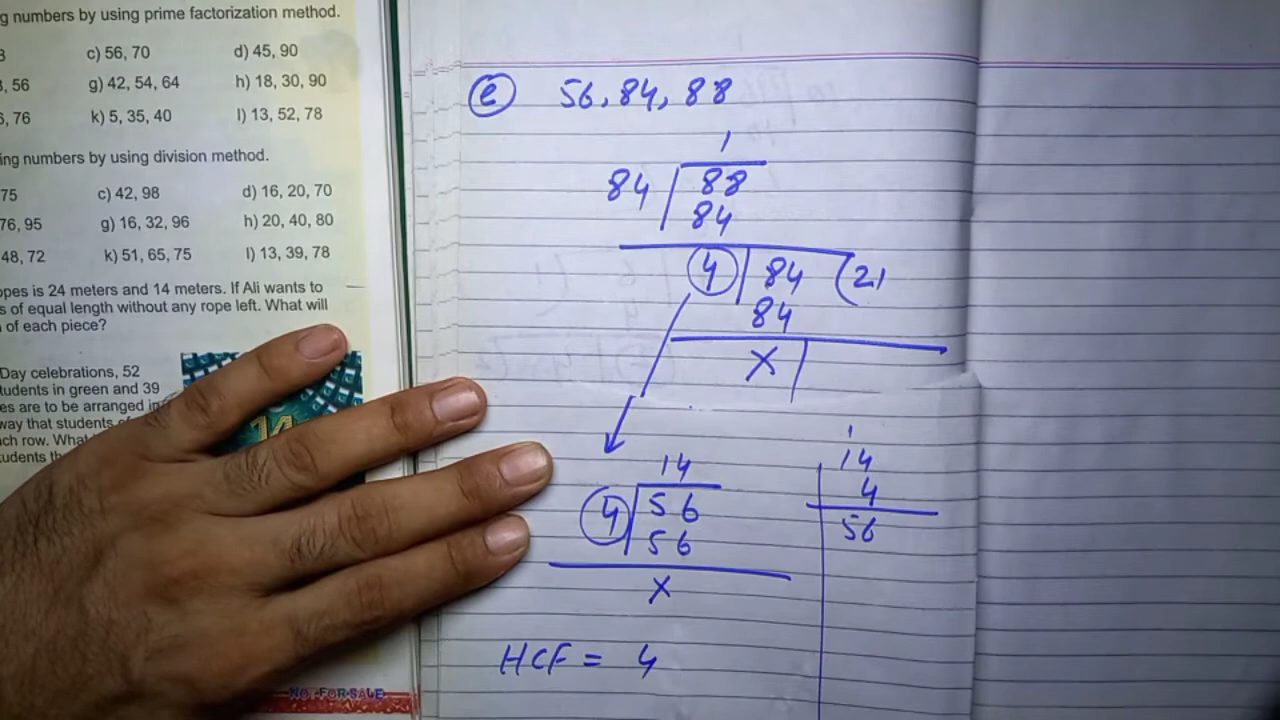 g numbers by using prime factorization method.
3 c) 56, 70 d) 45, 90
, 56 g) 42, 54, 64 h) 18, 30, 90
, 76 k) 5, 35, 40 l) 13, 52, 78
ing numbers by using division method.
75 c) 42, 98 d) 16, 20, 70
76, 95 g) 16, 32, 96 h) 20, 40, 80
48, 72 k) 51, 65, 75 l) 13, 39, 78
opes is 24 meters and 14 meters. If Ali wants to
s of equal length without any rope left. What will
of each piece?
Day celebrations, 52
tudents in green and 39
es are to be arranged in
way that students
ch row. What
tudents th
14
NOT FOR SALE
e 56, 84, 88
1
84 88
84
4 84 (21
84
x
14
4 56
56
x
1
14
4
56
HCF = 4